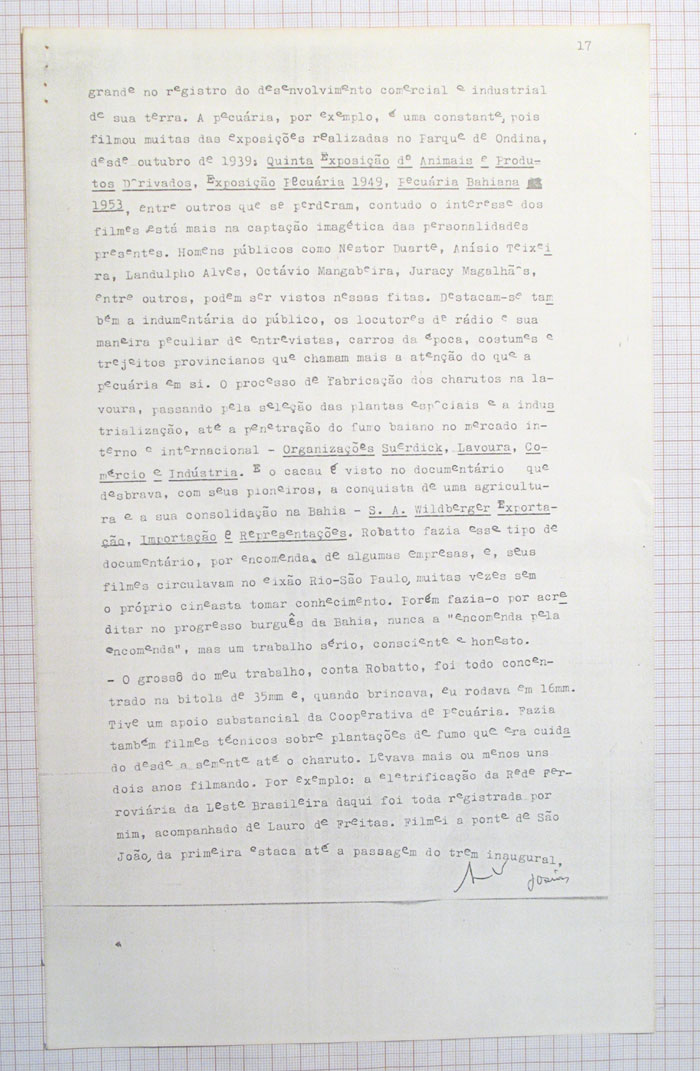 17
grande no registro do desenvolvimento comercial e industrial
de sua terra. A pecuária, por exemplo, é uma constante, pois
filmou muitas das exposições realizadas no Parque de Ondina,
desde outubro de 1939: Quinta Exposição de Animais e Produ-
tos D^rivados, Exposição Pecuária 1949, Pecuária Bahiana
1953, entre outros que se perderam, contudo o interesse dos
filmes está mais na captação imagética das personalidades
presentes. Homens públicos como Nestor Duarte, Anísio Teixei
ra, Landulpho Alves, Octávio Mangabeira, Juracy Magalhã^s,
entre outros, podem ser vistos nessas fitas. Destacam-se tam
bém a indumentária do público, os locutores de rádio e sua
maneira peculiar de entrevistas, carros da época, costumes e
trejeitos provincianos que chamam mais a atenção do que a
pecuária em si. O processo de fabricação dos charutos na la-
voura, passando pela seleção das plantas esp^ciais e a indus
trialização, até a penetração do fumo baiano no mercado in-
terno e internacional - Organizações Suerdick, Lavoura, Co-
mércio e Indústria. E o cacau é visto no documentário que
desbrava, com seus pioneiros, a conquista de uma agricultu-
ra e a sua consolidação na Bahia - S. A. Wildberger Exporta-
ção, Importação e Representações. Robatto fazia esse tipo de
documentário, por encomenda, de algumas empresas, e, seus
filmes circulavam no eixão Rio-São Paulo, muitas vezes sem
o próprio cineasta tomar conhecimento. Porém fazia-o por acre
ditar no progresso burguês da Bahia, nunca a "encomenda pela
encomenda", mas um trabalho sério, consciente e honesto.
- O grosso do meu trabalho, conta Robatto, foi todo concen-
trado na bitola de 35mm e, quando brincava, eu rodava em 16mm.
Tive um apoio substancial da Cooperativa de Pecuária. Fazia
também filmes técnicos sobre plantações de fumo que era cuida
do desde a semente até o charuto. Levava mais ou menos uns
dois anos filmando. Por exemplo: a eletrificação da Rede Fer-
roviária da Leste Brasileira daqui foi toda registrada por
mim, acompanhado de Lauro de Freitas. Filmei a ponte de São
João, da primeira estaca até a passagem do trem inaugural,
Josias